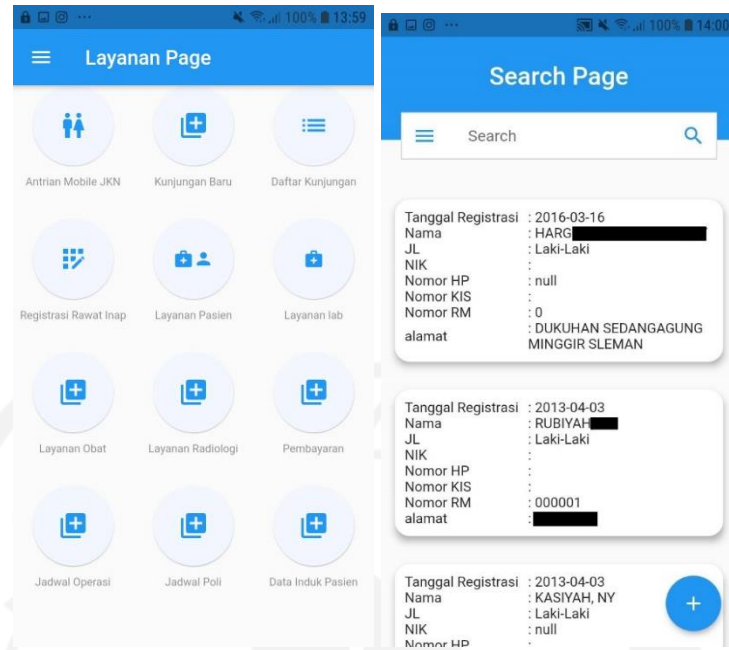 100% 13:59
Layanan Page
Antrian Mobile JKN Kunjungan Baru Daftar Kunjungan
Registrasi Rawat Inap Layanan Pasien Layanan lab
Layanan Obat Layanan Radiologi Pembayaran
Jadwal Operasi Jadwal Poli Data Induk Pasien
100% 14:00
Search Page
Search
Tanggal Registrasi : 2016-03-16
Nama : HARG
JL : Laki-Laki
NIK :
Nomor HP : null
Nomor KIS :
Nomor RM : 0
alamat : DUKUHAN SEDANGAGUNG
MINGGIR SLEMAN
Tanggal Registrasi : 2013-04-03
Nama : RUBIYAH
JL : Laki-Laki
NIK :
Nomor HP :
Nomor KIS :
Nomor RM : 000001
alamat :
Tanggal Registrasi : 2013-04-03
Nama : KASIYAH, NY
JL : Laki-Laki
NIK : null
Nomor HP :